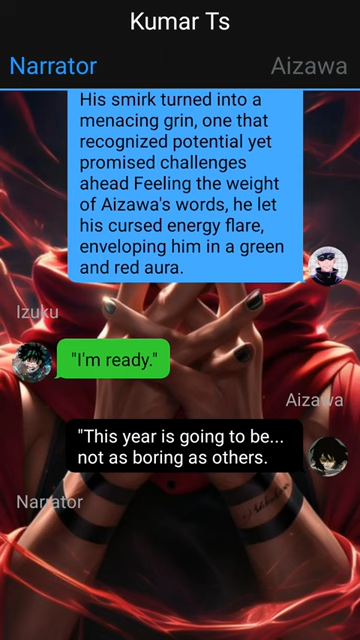 Kumar Ts
Narrator
Aizawa
His smirk turned into a
menacing grin, one that
recognized potential yet
promised challenges
ahead Feeling the weight
of Aizawa's words, he let
his cursed energy flare,
enveloping him in a green
and red aura.
Izuku
"I'm ready."
Aizawa
"This year is going to be...
not as boring as others.
Narrator